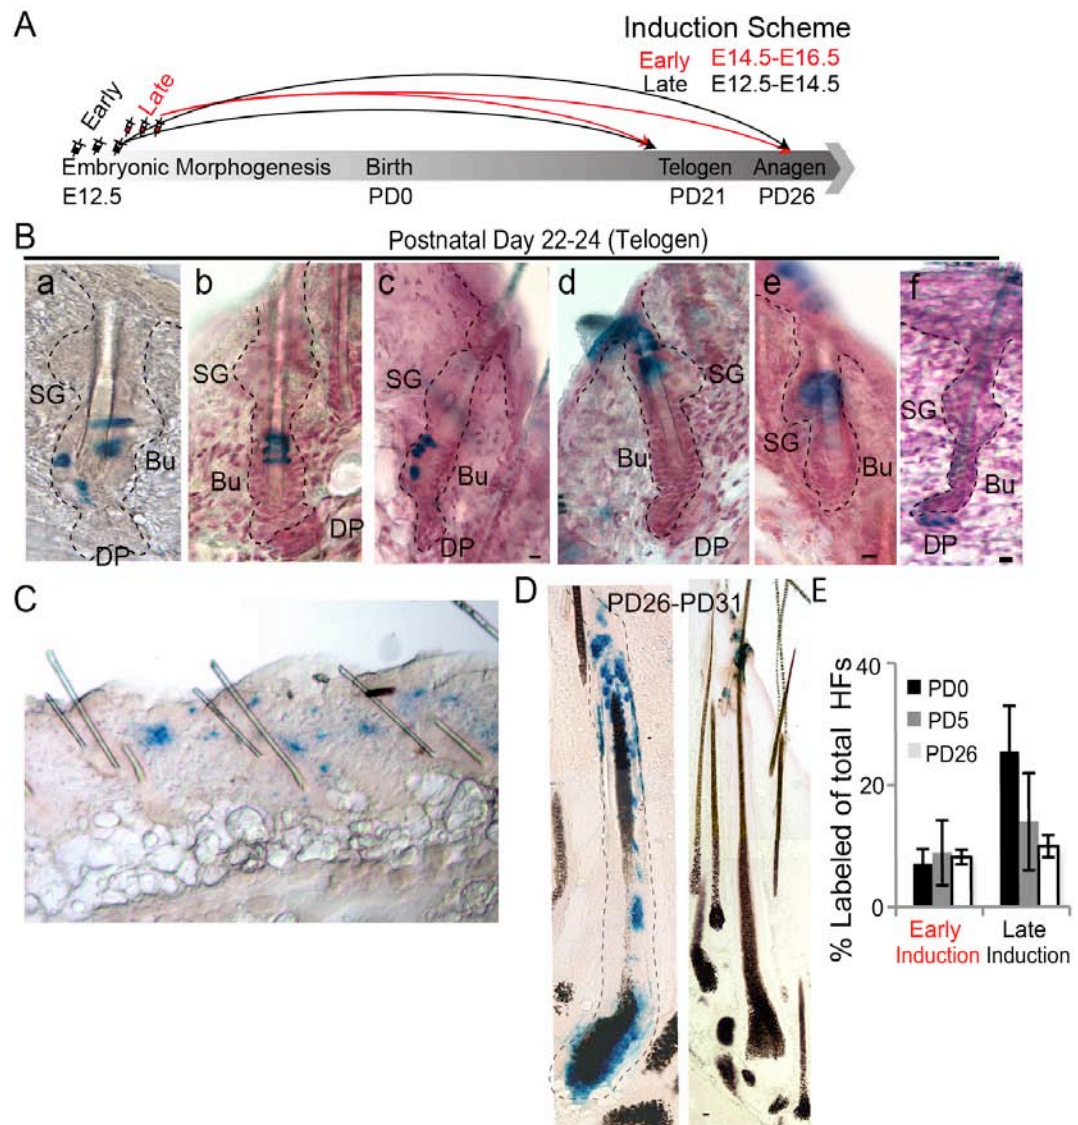 A
Induction Scheme
Early E14.5-E16.5
Late E12.5-E14.5
Early
Late
Embryonic Morphogenesis Birth Telogen Anagen
E12.5 PD0 PD21 PD26
B
Postnatal Day 22-24 (Telogen)
a b c d e f
SG SG SG SG SG
Bu Bu Bu Bu Bu Bu
DP DP DP DP DP
C
D
PD26-PD31
E
% Labeled of total HFs
40
20
0
PD0
PD5
PD26
Early Induction
Late Induction